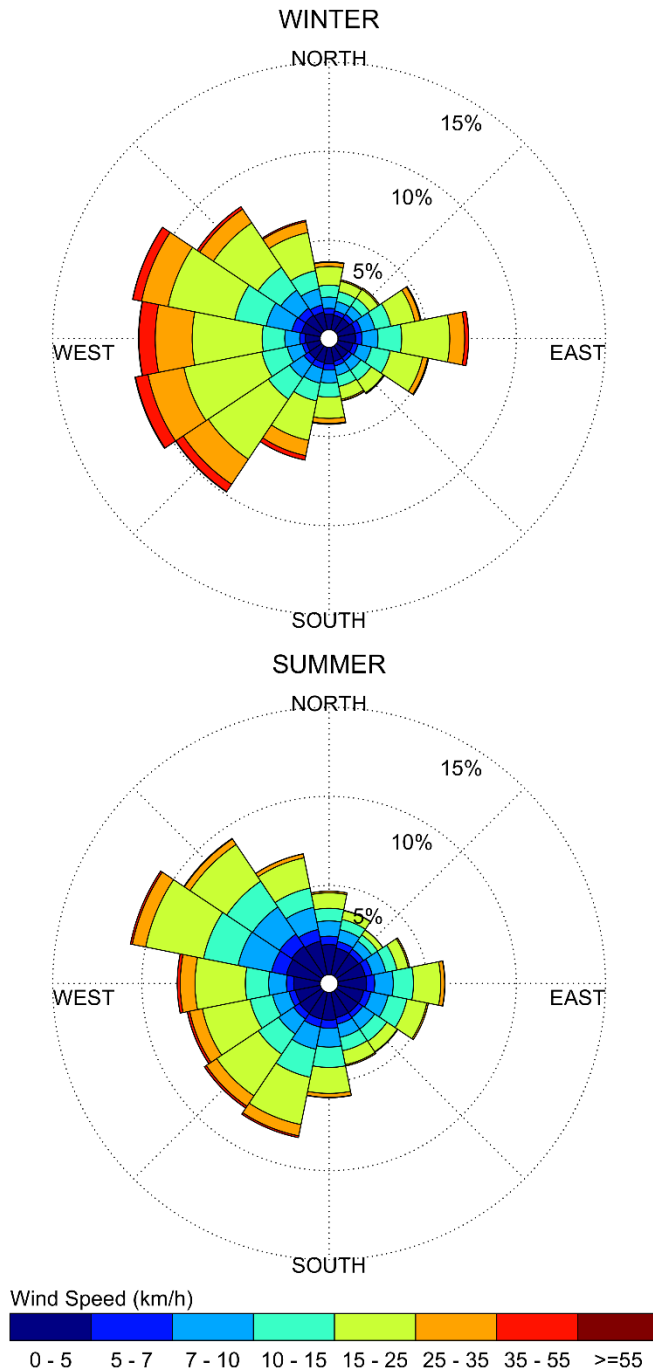 WINTER
NORTH
15%
10%
5%
WEST
EAST
SOUTH
SUMMER
NORTH
15%
10%
5%
WEST
EAST
SOUTH
Wind Speed (km/h)
0 - 5 5 - 7 7 - 10 10 - 15 15 - 25 25 - 35 35 - 55 >=55